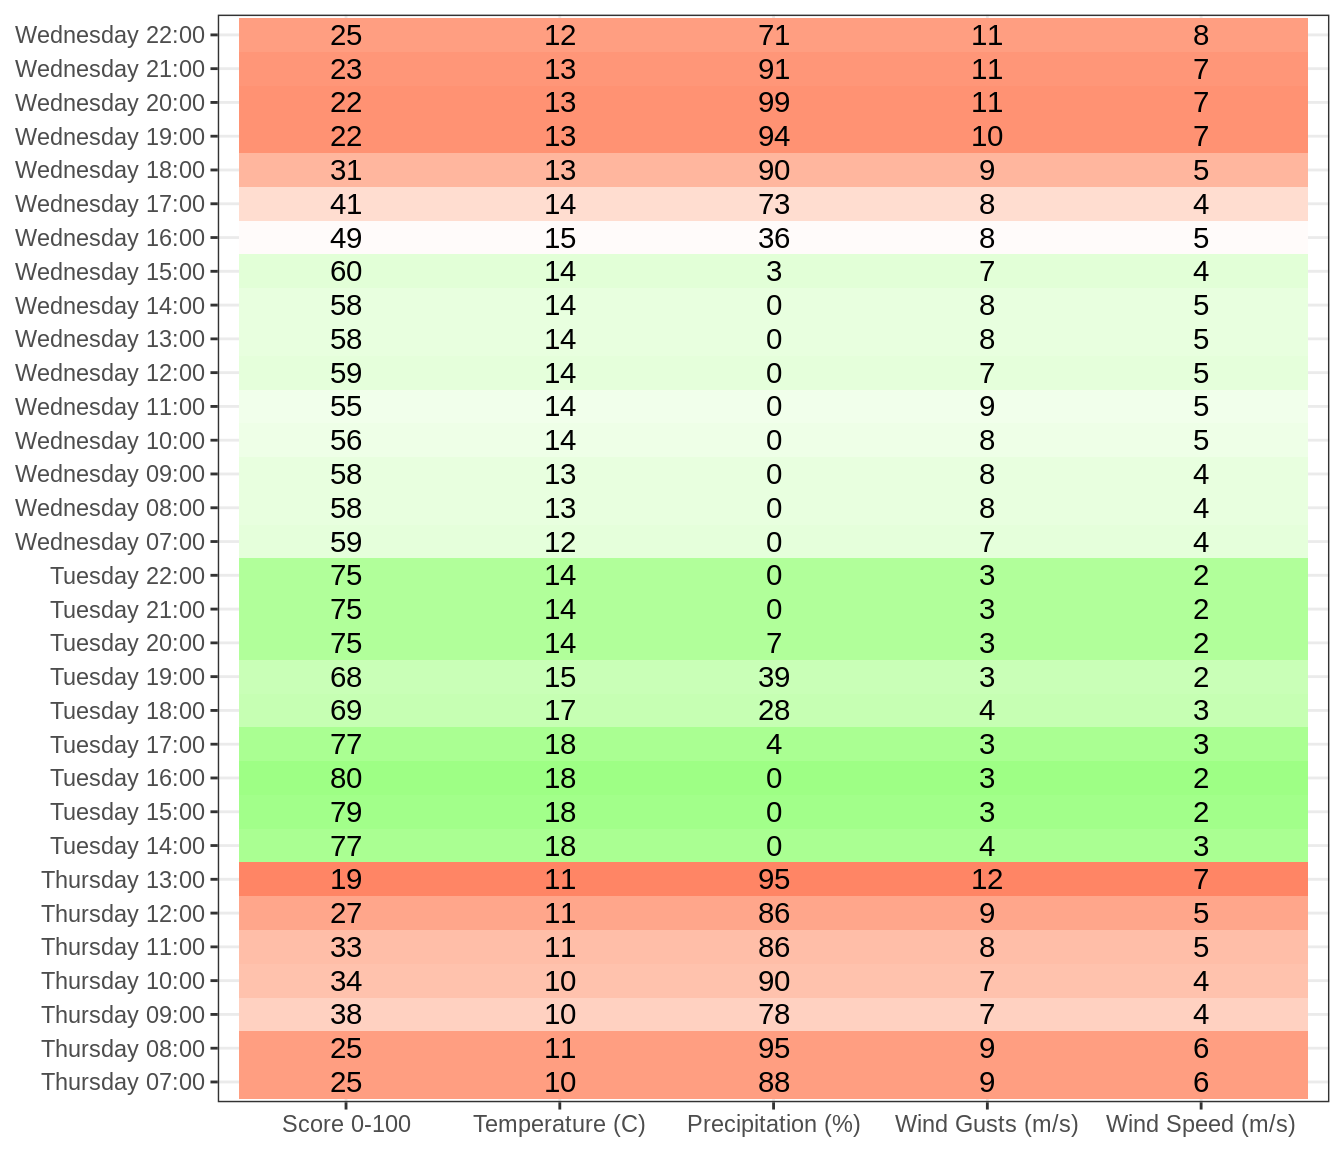 Wednesday 22:00 25 12 71 11 8
Wednesday 21:00 23 13 91 11 7
Wednesday 20:00 22 13 99 11 7
Wednesday 19:00 22 13 94 10 7
Wednesday 18:00 31 13 90 9 5
Wednesday 17:00 41 14 73 8 4
Wednesday 16:00 49 15 36 8 5
Wednesday 15:00 60 14 3 7 4
Wednesday 14:00 58 14 0 8 5
Wednesday 13:00 58 14 0 8 5
Wednesday 12:00 59 14 0 7 5
Wednesday 11:00 55 14 0 9 5
Wednesday 10:00 56 14 0 8 5
Wednesday 09:00 58 13 0 8 4
Wednesday 08:00 58 13 0 8 4
Wednesday 07:00 59 12 0 7 4
Tuesday 22:00 75 14 0 3 2
Tuesday 21:00 75 14 0 3 2
Tuesday 20:00 75 14 7 3 2
Tuesday 19:00 68 15 39 3 2
Tuesday 18:00 69 17 28 4 3
Tuesday 17:00 77 18 4 3 3
Tuesday 16:00 80 18 0 3 2
Tuesday 15:00 79 18 0 3 2
Tuesday 14:00 77 18 0 4 3
Thursday 13:00 19 11 95 12 7
Thursday 12:00 27 11 86 9 5
Thursday 11:00 33 11 86 8 5
Thursday 10:00 34 10 90 7 4
Thursday 09:00 38 10 78 7 4
Thursday 08:00 25 11 95 9 6
Thursday 07:00 25 10 88 9 6
Score 0-100 Temperature (C) Precipitation (%) Wind Gusts (m/s) Wind Speed (m/s)